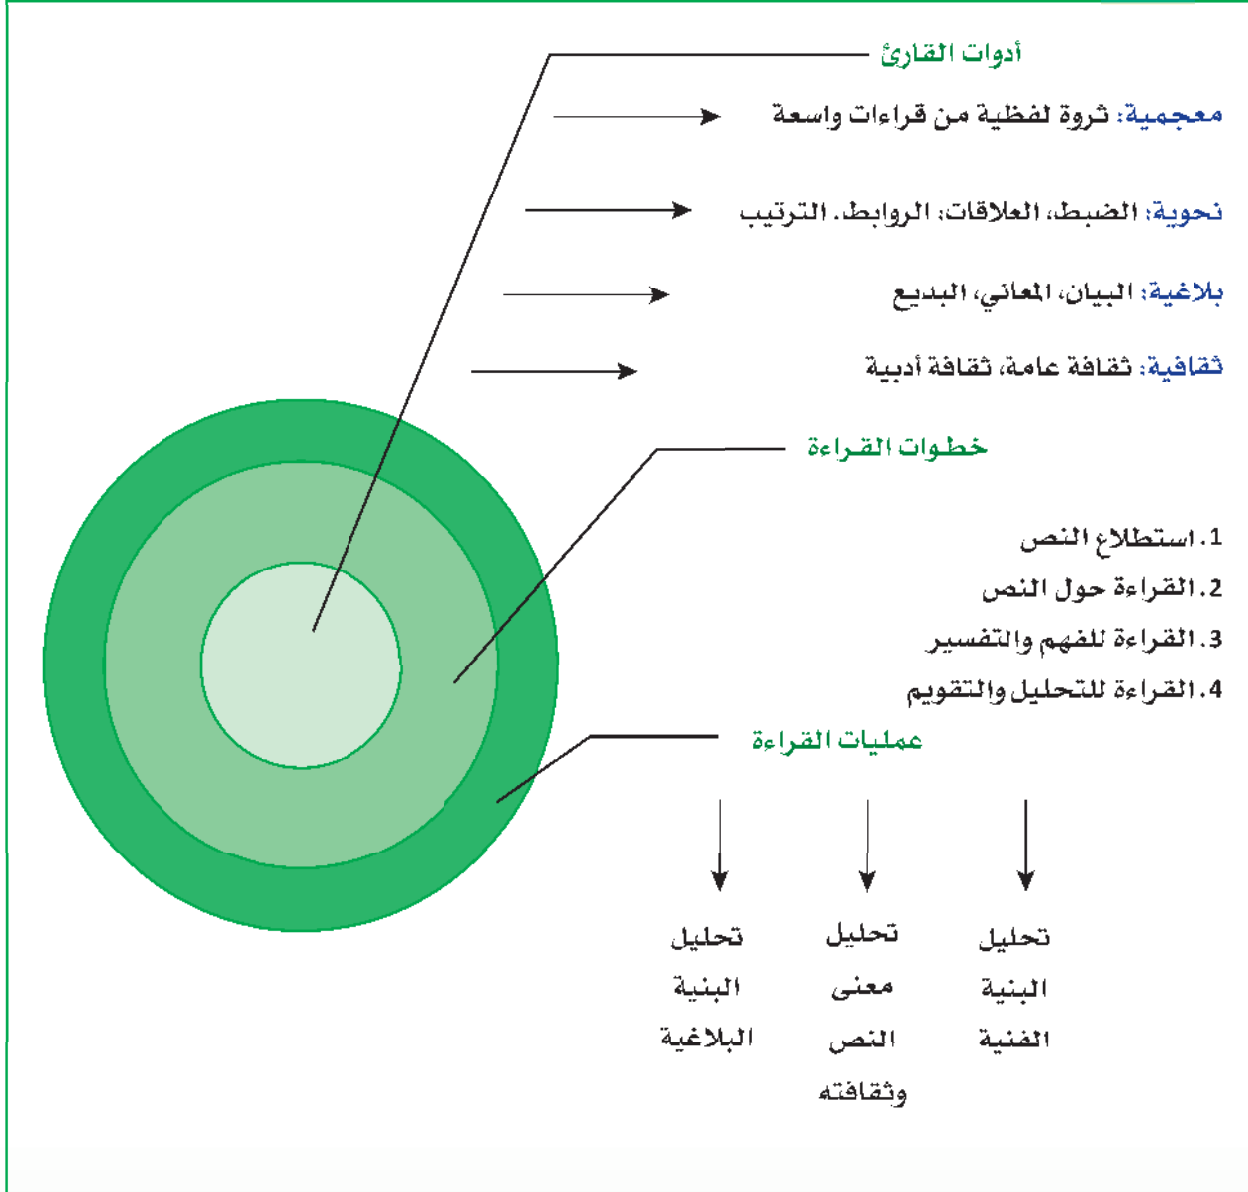 أدوات القارئ
معجمية: ثروة لفظية من قراءات واسعة
نحوية: الضبط، العلاقات: الروابط. الترتيب
بلاغية: البيان، المعاني، البديع
ثقافية: ثقافة عامة، ثقافة أدبية
خطوات القراءة
1. استطلاع النص
2. القراءة حول النص
3. القراءة للفهم والتفسير
4. القراءة للتحليل والتقويم
عمليات القراءة
تحليل
البنية
الفنية
تحليل
معنى
النص
وثقافته
تحليل
البنية
البلاغية